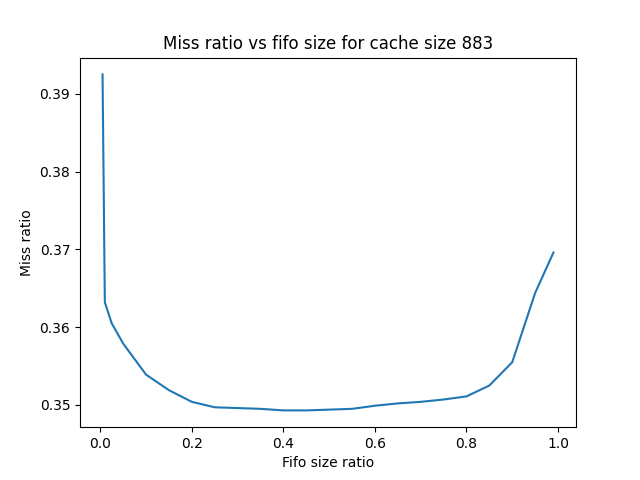 Miss ratio vs fifo size for cache size 883
0.39
0.38
0.37
0.36
0.35
Miss ratio
0.0 0.2 0.4 0.6 0.8 1.0
Fifo size ratio